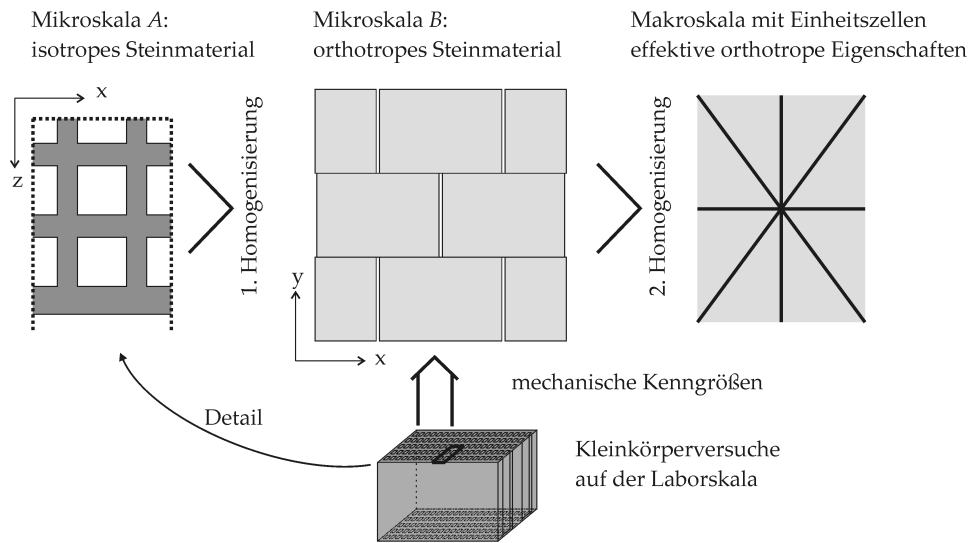 Mikroskala A:
isotropes Steinmaterial
Mikroskala B:
orthotropes Steinmaterial
Makroskala mit Einheitszellen
effektive orthotrope Eigenschaften
x
z
1. Homogenisierung
y
x
2. Homogenisierung
mechanische Kenngrößen
Detail
Kleinkörperversuche
auf der Laborskala